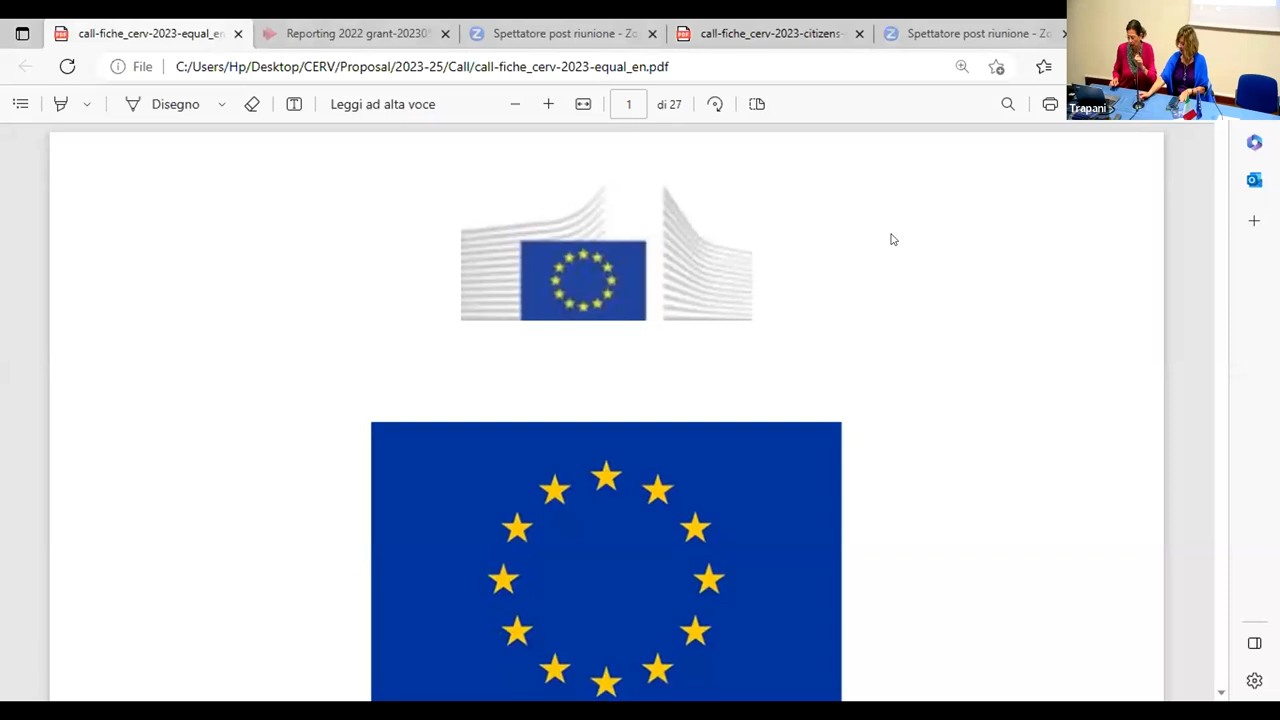 call-fiche_cerv-2023-equal_en
Reporting 2022 grant-20230
Spettatore post riunione - Zo
call-fiche_cerv-2023-citizens-
Spettatore post riunione - Zo
File
C:/Users/Hp/Desktop/CERV/Proposal/2023-25/Call/call-fiche_cerv-2023-equal_en.pdf
Disegno
Leggi ad alta voce
1
di 27
Trapani